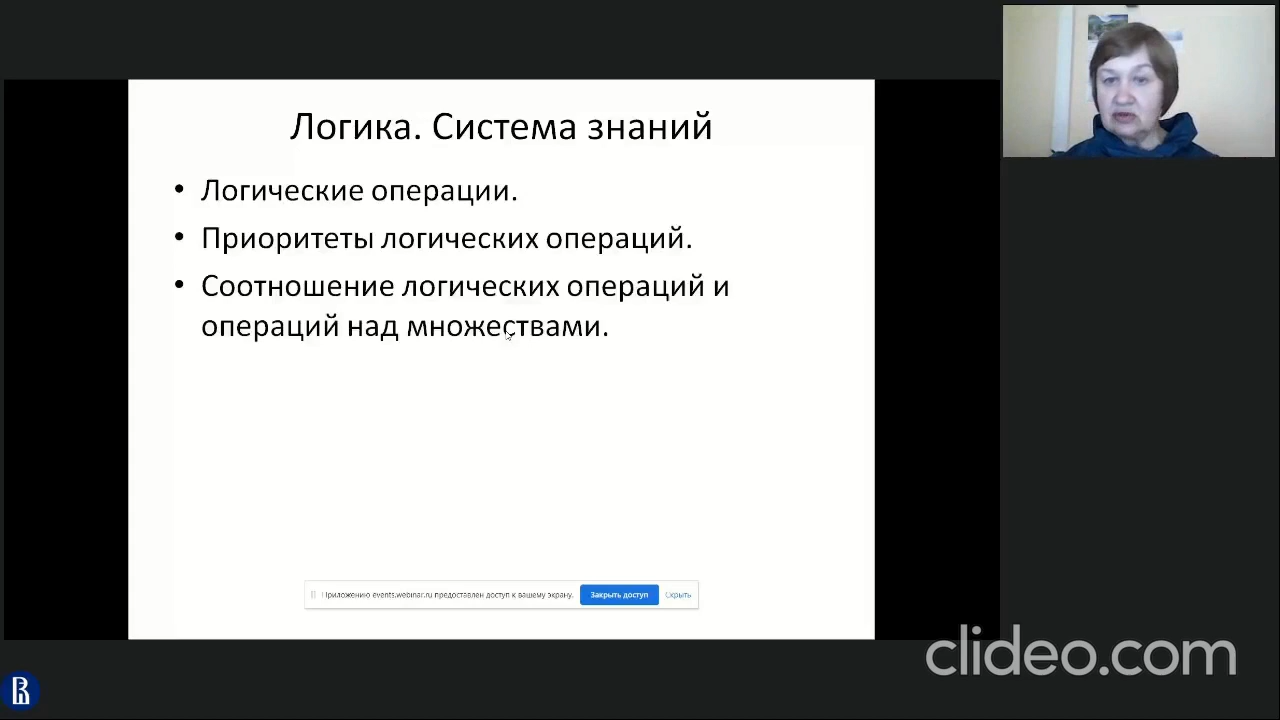 Логика. Система знаний
• Логические операции.
• Приоритеты логических операций.
• Соотношение логических операций и
операций над множествами.
Приложению events.webinar.ru предоставлен доступ к вашему экрану. Закрыть доступ Скрыть
clideo.com